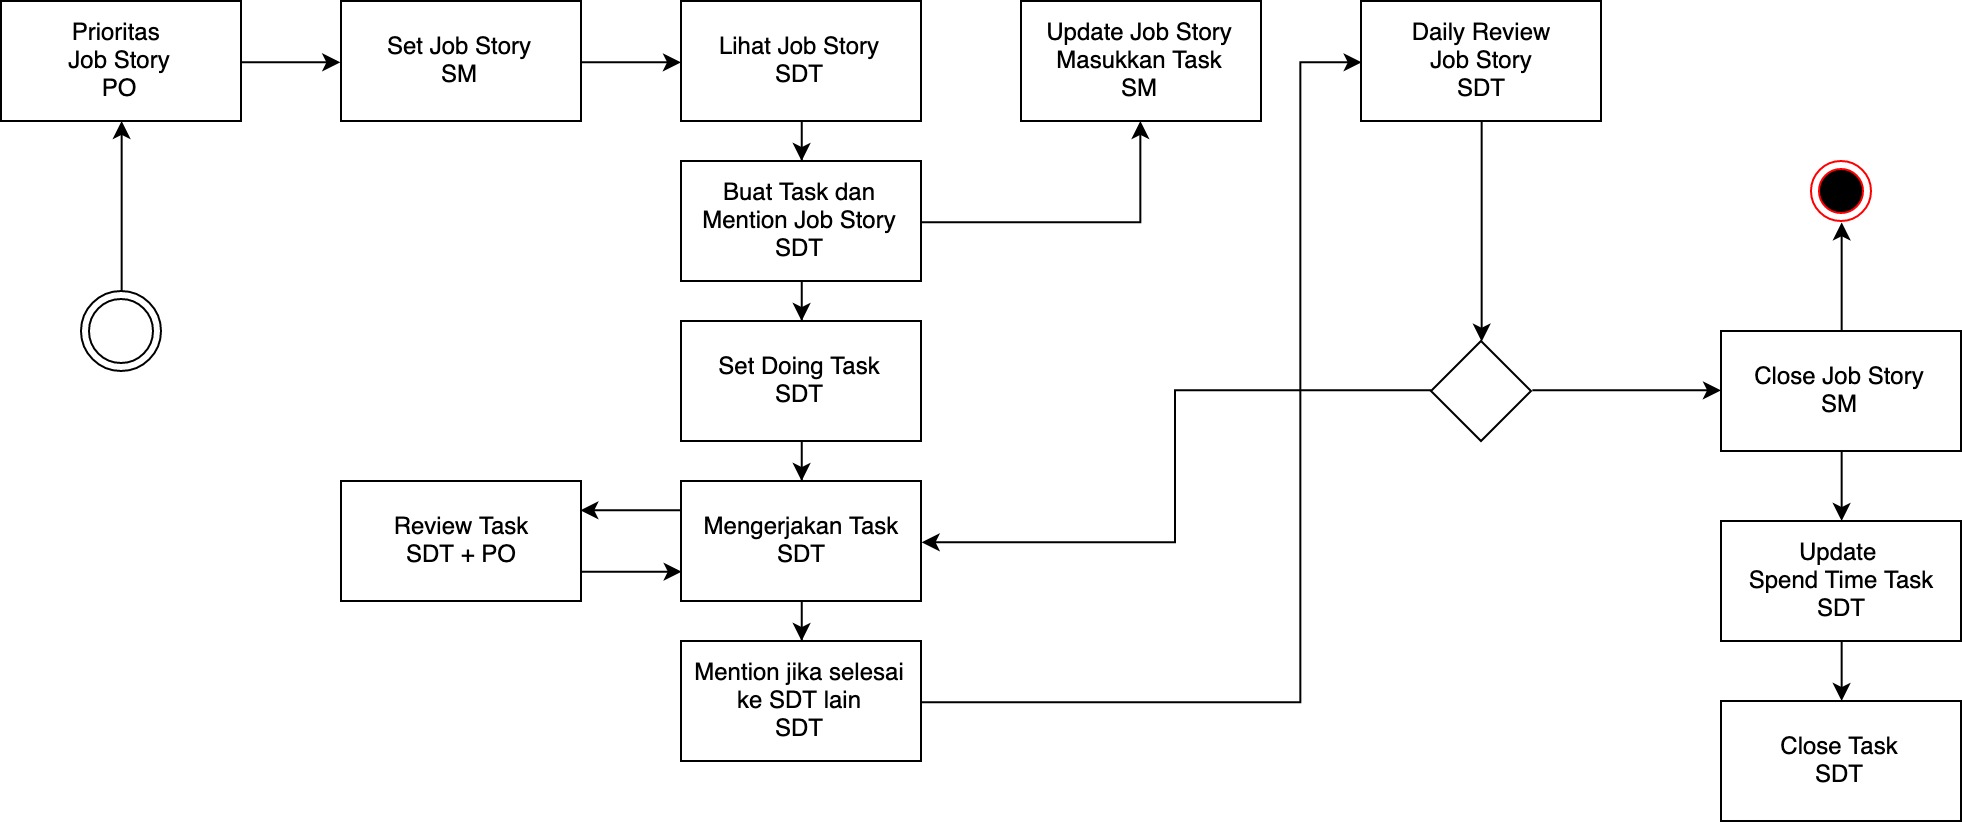 Prioritas
Job Story
PO
Set Job Story
SM
Lihat Job Story
SDT
Update Job Story
Masukkan Task
SM
Daily Review
Job Story
SDT
Buat Task dan
Mention Job Story
SDT
Set Doing Task
SDT
Close Job Story
SM
Review Task
SDT + PO
Mengerjakan Task
SDT
Update
Spend Time Task
SDT
Mention jika selesai
ke SDT lain
SDT
Close Task
SDT